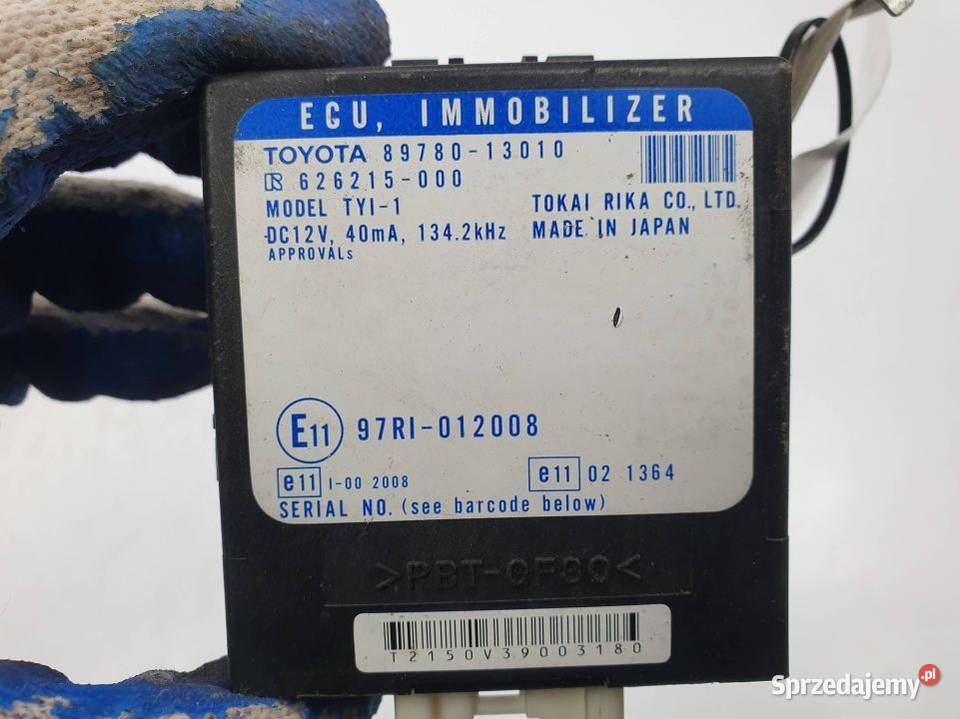 ECU, IMMOBILIZER
TOYOTA 89780-13010
R 626215-000
MODEL TYI-1 TOKAI RIKA CO., LTD.
DC12V, 40mA, 134.2kHz MADE IN JAPAN
APPROVALs
E11 97RI-012008
e11 I-00 2008 e11 02 1364
SERIAL NO. (see barcode below)
>PBT-GF30<
T2150V39003180
Sprzedajemy.pl